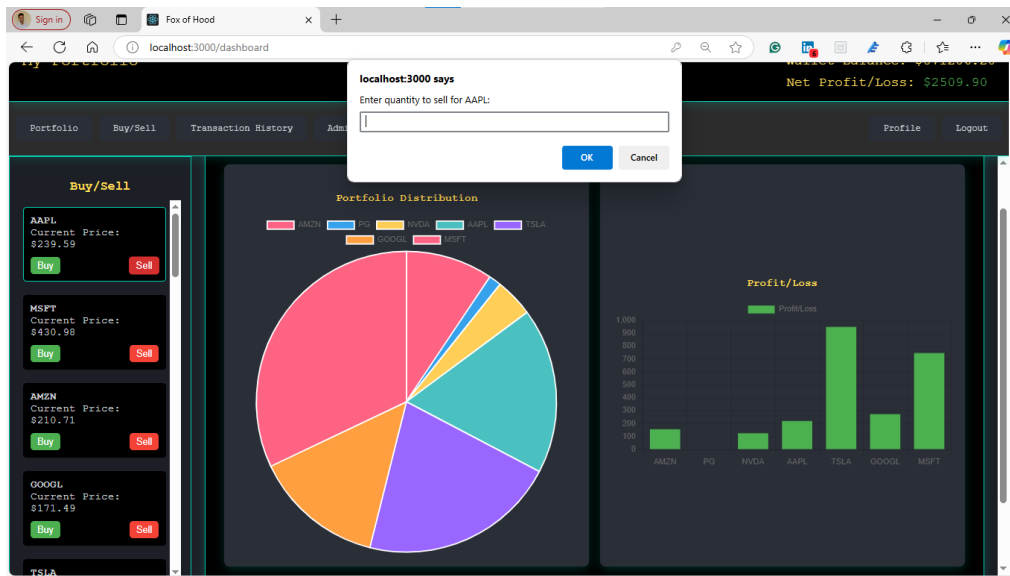 Sign in
Fox of Hood
localhost:3000/dashboard
6
My Portfolio
Net Profit/Loss: $2509.90
localhost:3000 says
Enter quantity to sell for AAPL:
OK
Cancel
Portfolio
Buy/Sell
Transaction History
Profile
Logout
Buy/Sell
AAPL
Current Price:
$239.59
Buy
Sell
MSFT
Current Price:
$430.98
Buy
Sell
AMZN
Current Price:
$210.71
Buy
Sell
GOOGL
Current Price:
$171.49
Buy
Sell
TSLA
Portfolio Distribution
AMZN PG NVDA AAPL TSLA
GOOGL MSFT
Profit/Loss
Profit/Loss
1,000
900
800
700
600
500
400
300
200
100
0
AMZN PG NVDA AAPL TSLA GOOGL MSFT